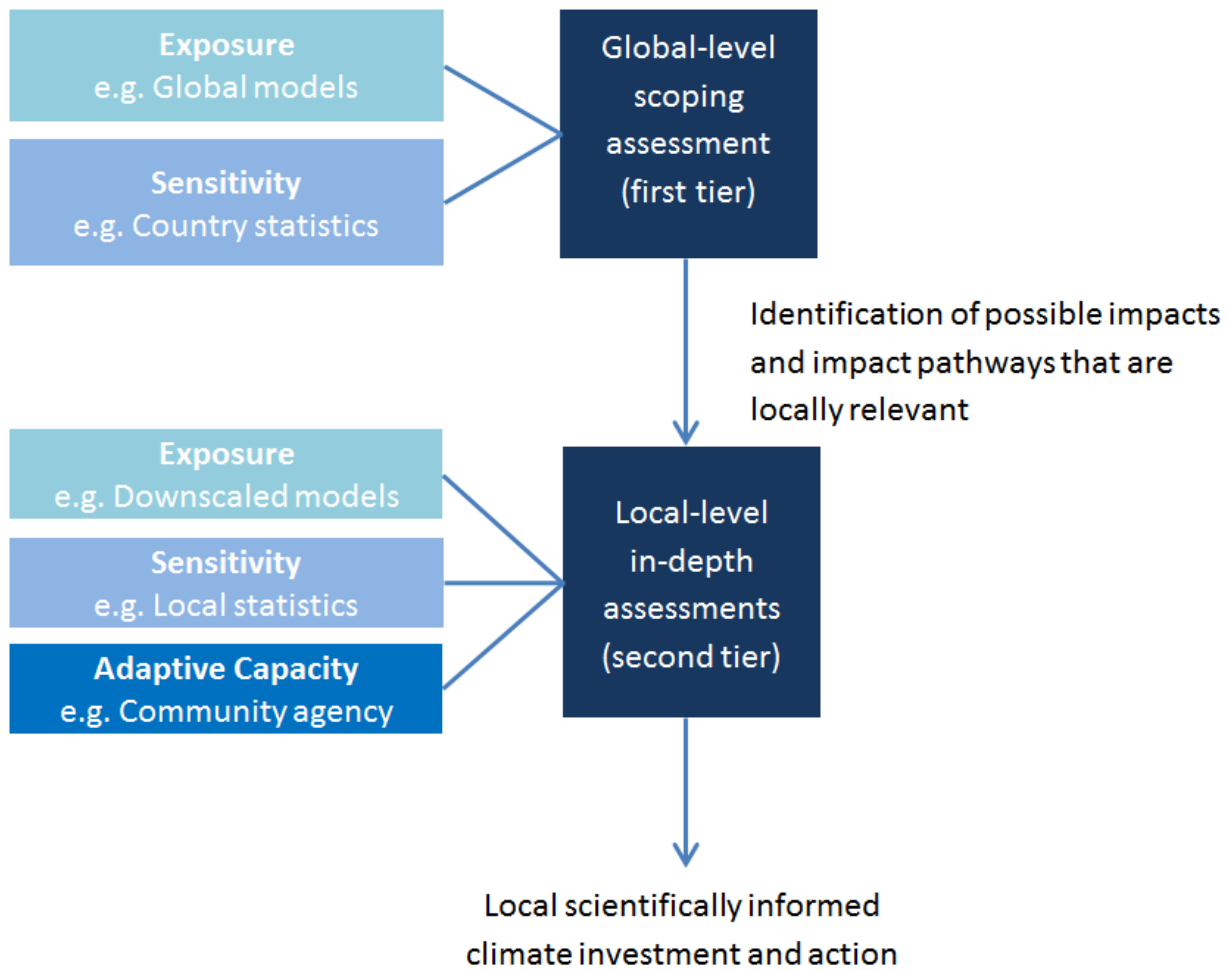 Exposure
e.g. Global models
Sensitivity
e.g. Country statistics
Global-level
scoping
assessment
(first tier)
Identification of possible impacts
and impact pathways that are
locally relevant
Exposure
e.g. Downscaled models
Sensitivity
e.g. Local statistics
Adaptive Capacity
e.g. Community agency
Local-level
in-depth
assessments
(second tier)
Local scientifically informed
climate investment and action